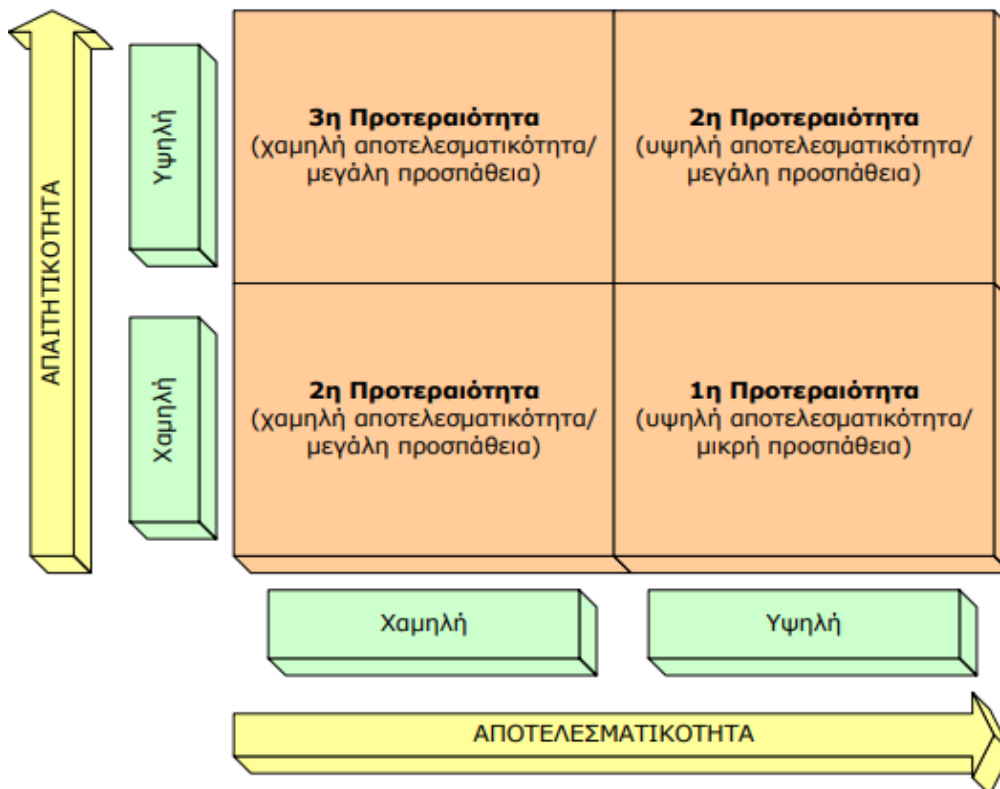 ΑΠΑΙΤΗΤΙΚΟΤΗΤΑ
Υψηλή
3η Προτεραιότητα
(χαμηλή αποτελεσματικότητα/
μεγάλη προσπάθεια)
2η Προτεραιότητα
(υψηλή αποτελεσματικότητα/
μεγάλη προσπάθεια)
Χαμηλή
2η Προτεραιότητα
(χαμηλή αποτελεσματικότητα/
μεγάλη προσπάθεια)
1η Προτεραιότητα
(υψηλή αποτελεσματικότητα/
μικρή προσπάθεια)
Χαμηλή
Υψηλή
ΑΠΟΤΕΛΕΣΜΑΤΙΚΟΤΗΤΑ